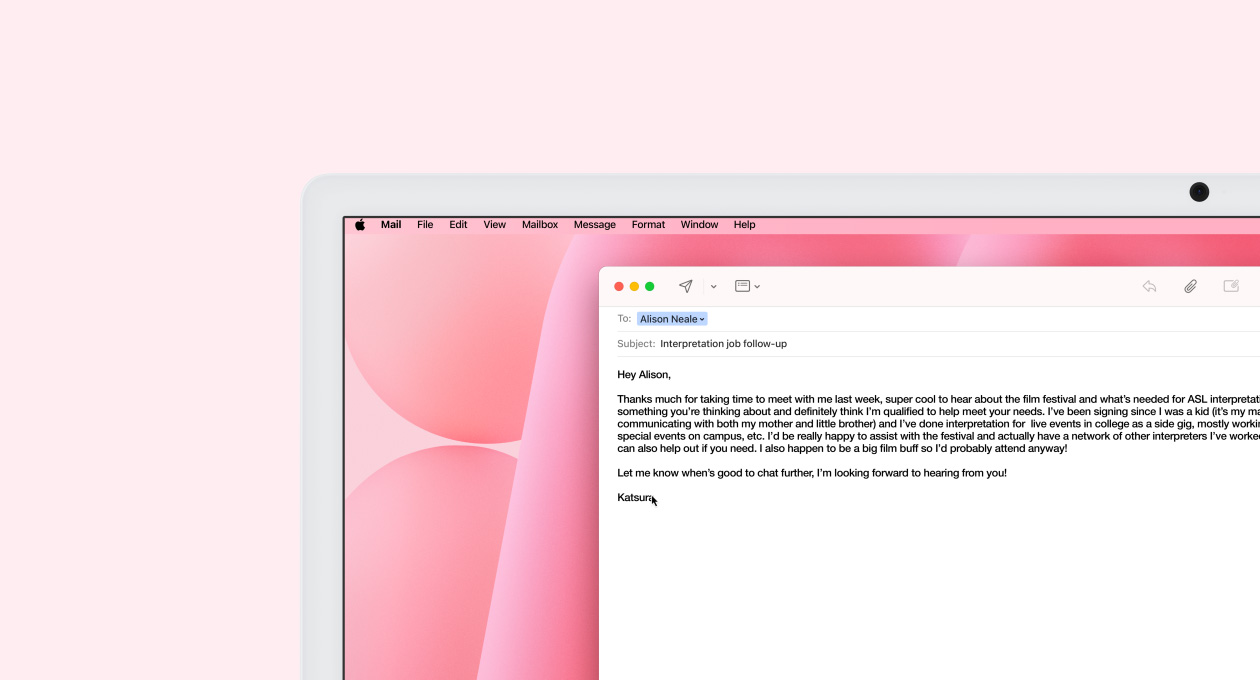 Mail File Edit View Mailbox Message Format Window Help
To: Alison Neale
Subject: Interpretation job follow-up
Hey Alison,
Thanks much for taking time to meet with me last week, super cool to hear about the film festival and what's needed for ASL
something you're thinking about and definitely think I'm qualified to help meet your needs. I've been signing since I was a kid (it's my
communicating with both my mother and little brother) and I've done interpretation for live events in college as a side gig, mostly
special events on campus, etc. I'd be really happy to assist with the festival and actually have a network of other interpreters I've
can also help out if you need. I also happen to be a big film buff so I'd probably attend anyway!
Let me know when's good to chat further, I'm looking forward to hearing from you!
Katsura